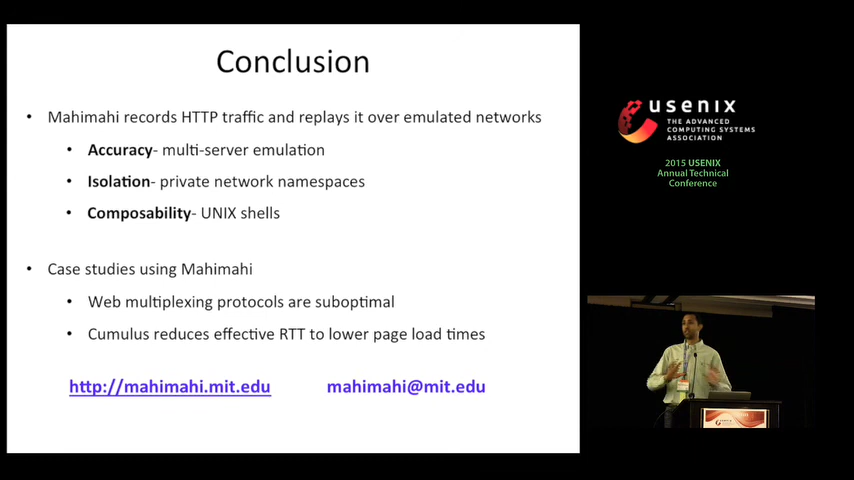 Conclusion
• Mahimahi records HTTP traffic and replays it over emulated networks
• Accuracy- multi-server emulation
• Isolation- private network namespaces
• Composability- UNIX shells
• Case studies using Mahimahi
• Web multiplexing protocols are suboptimal
• Cumulus reduces effective RTT to lower page load times
http://mahimahi.mit.edu mahimahi@mit.edu
usenix
THE ADVANCED
COMPUTING SYSTEMS
ASSOCIATION
2015 USENIX
Annual Technical
Conference
usenix